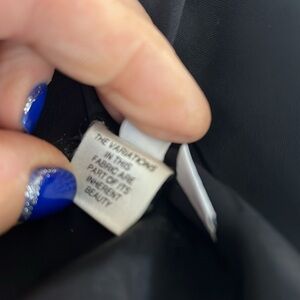 THE VARIATIONS
IN THIS
FABRIC ARE
PART OF ITS
INHERENT
BEAUTY